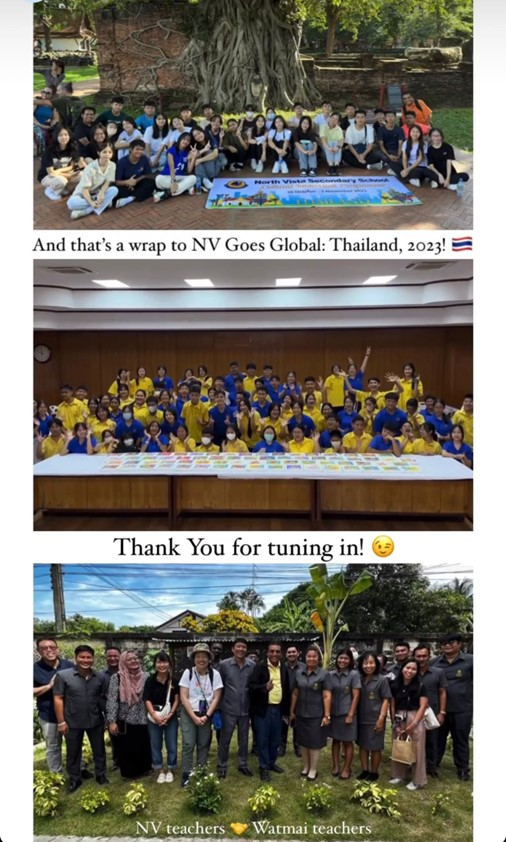 North Vista Secondary School
And that's a wrap to NV Goes Global: Thailand, 2023! 🇹🇭
Thank You for tuning in! 😉
NV teachers 🤝 Watmai teachers